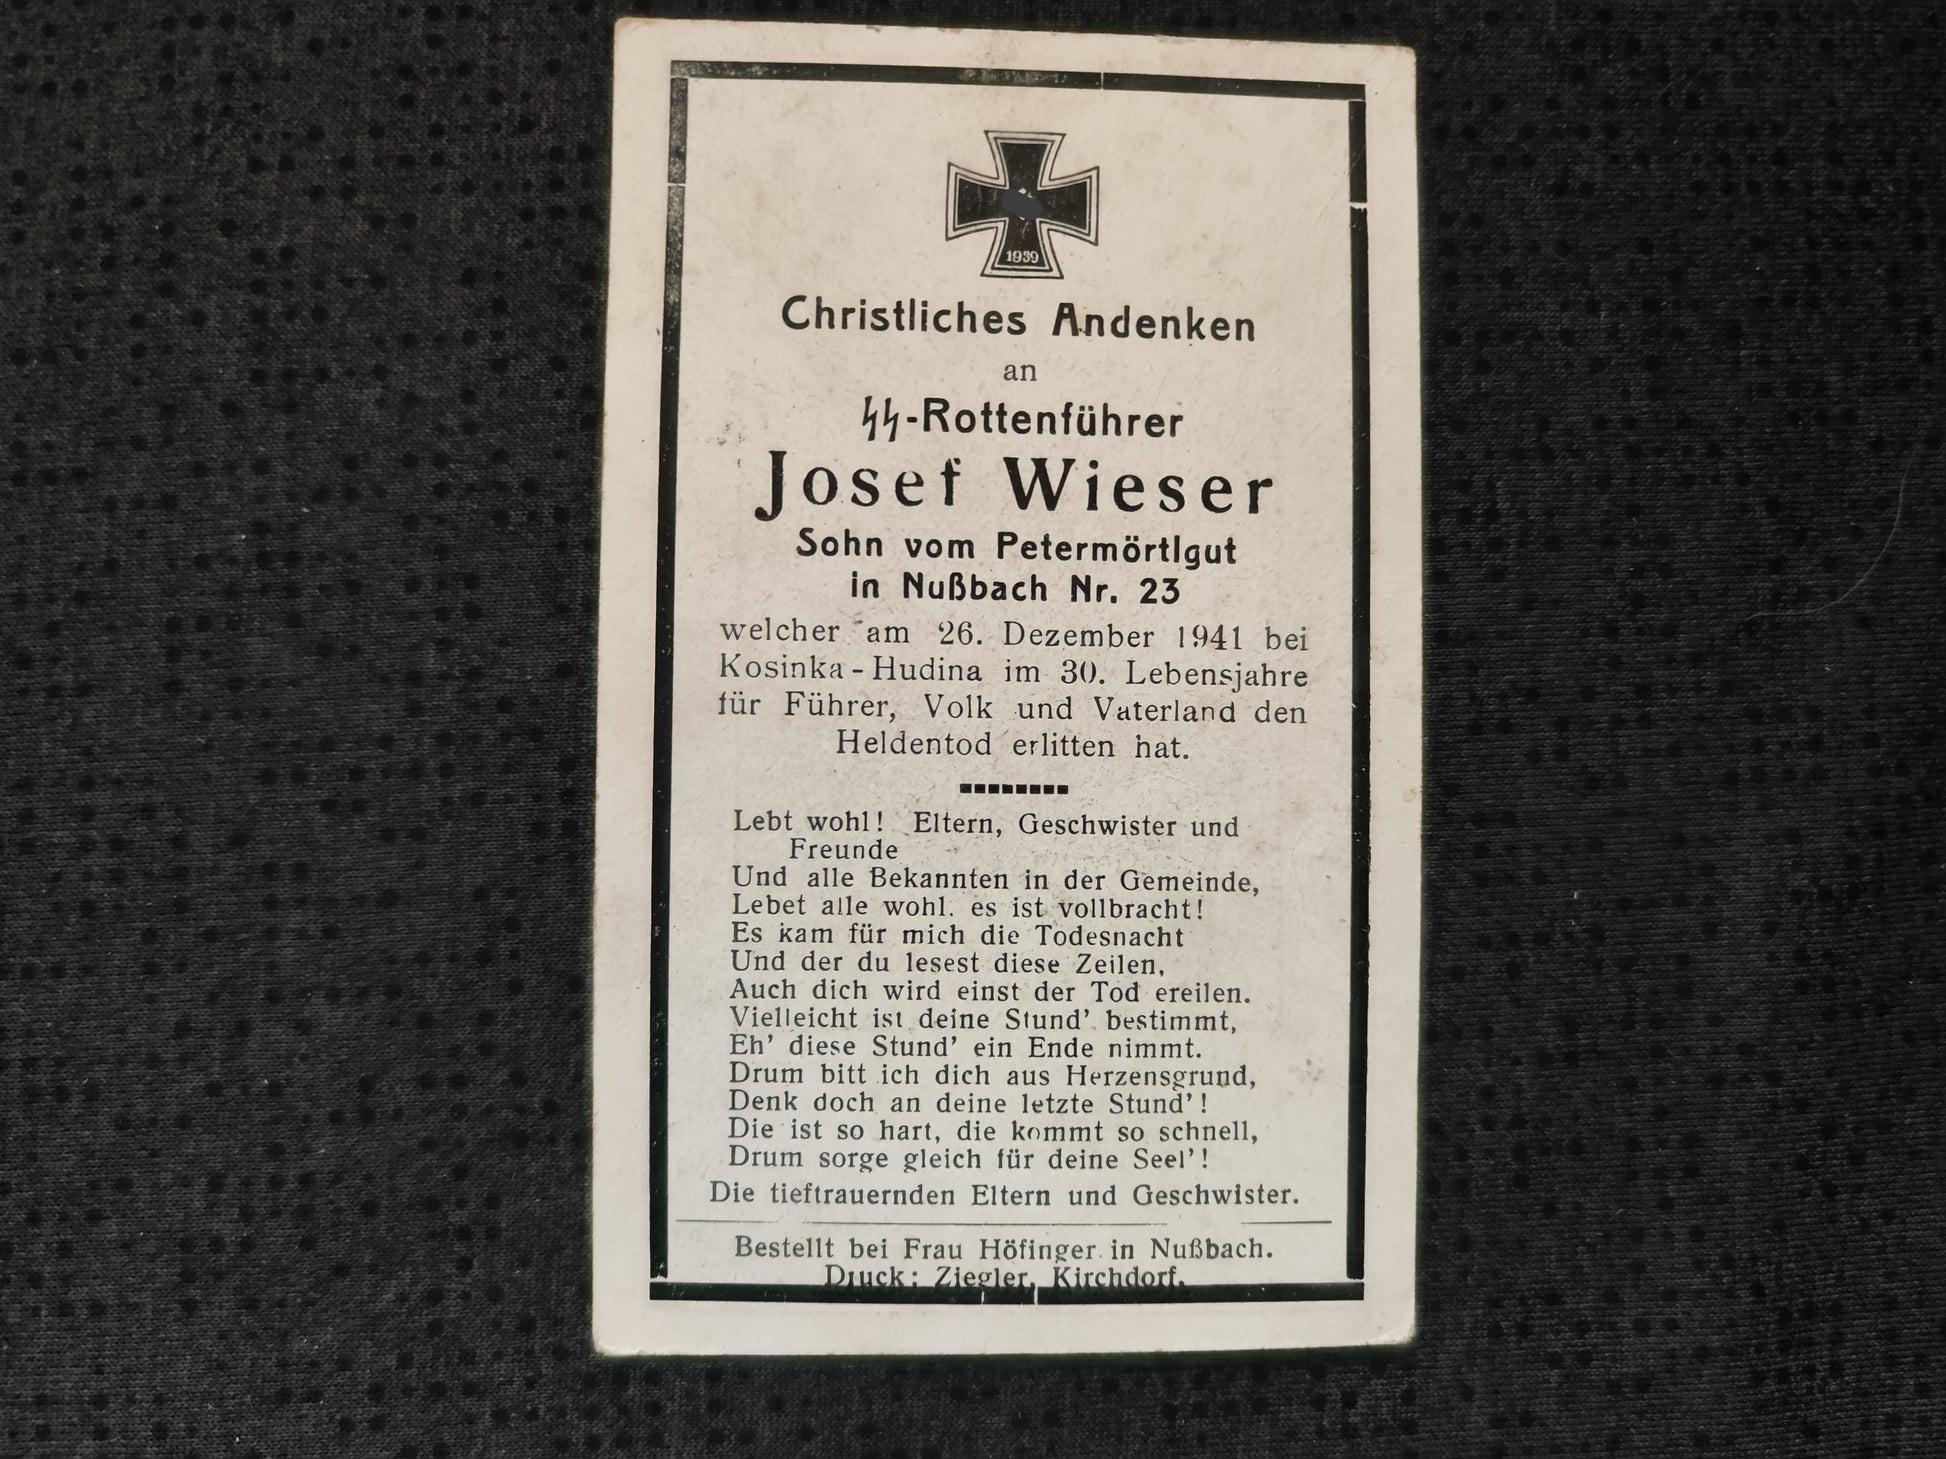 1939
Christliches Andenken
an
ᛋᛋ-Rottenführer
Josef Wieser
Sohn vom Petermörtlgut
in Nußbach Nr. 23
welcher am 26. Dezember 1941 bei
Kosinka-Hudina im 30. Lebensjahre
für Führer, Volk und Vaterland den
Heldentod erlitten hat.
Lebt wohl! Eltern, Geschwister und
Freunde
Und alle Bekannten in der Gemeinde,
Lebet alle wohl. es ist vollbracht!
Es kam für mich die Todesnacht
Und der du lesest diese Zeilen,
Auch dich wird einst der Tod ereilen.
Vielleicht ist deine Stund' bestimmt,
Eh' diese Stund' ein Ende nimmt.
Drum bitt ich dich aus Herzensgrund,
Denk doch an deine letzte Stund'!
Die ist so hart, die kommt so schnell,
Drum sorge gleich für deine Seel'!
Die tieftrauernden Eltern und Geschwister.
Bestellt bei Frau Höfinger in Nußbach.
Druck: Ziegler, Kirchdorf.